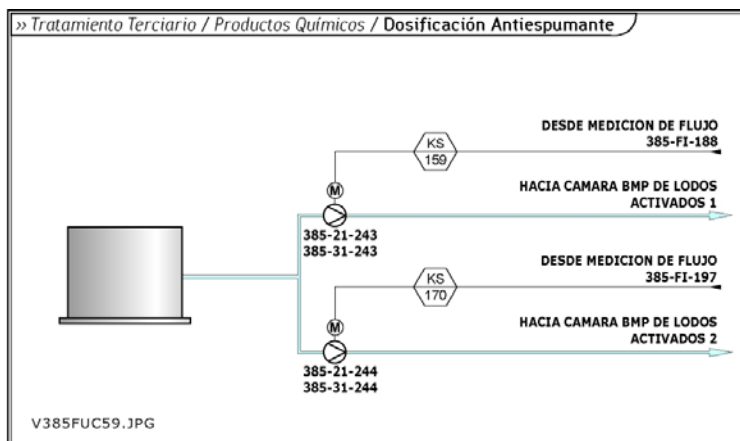 » Tratamiento Terciario / Productos Químicos / Dosificación Antiespumante
DESDE MEDICION DE FLUJO
385-FI-188
KS
159
M
HACIA CAMARA BMP DE LODOS
ACTIVADOS 1
385-21-243
385-31-243
DESDE MEDICION DE FLUJO
385-FI-197
KS
170
M
HACIA CAMARA BMP DE LODOS
ACTIVADOS 2
385-21-244
385-31-244
V385FUC59.JPG